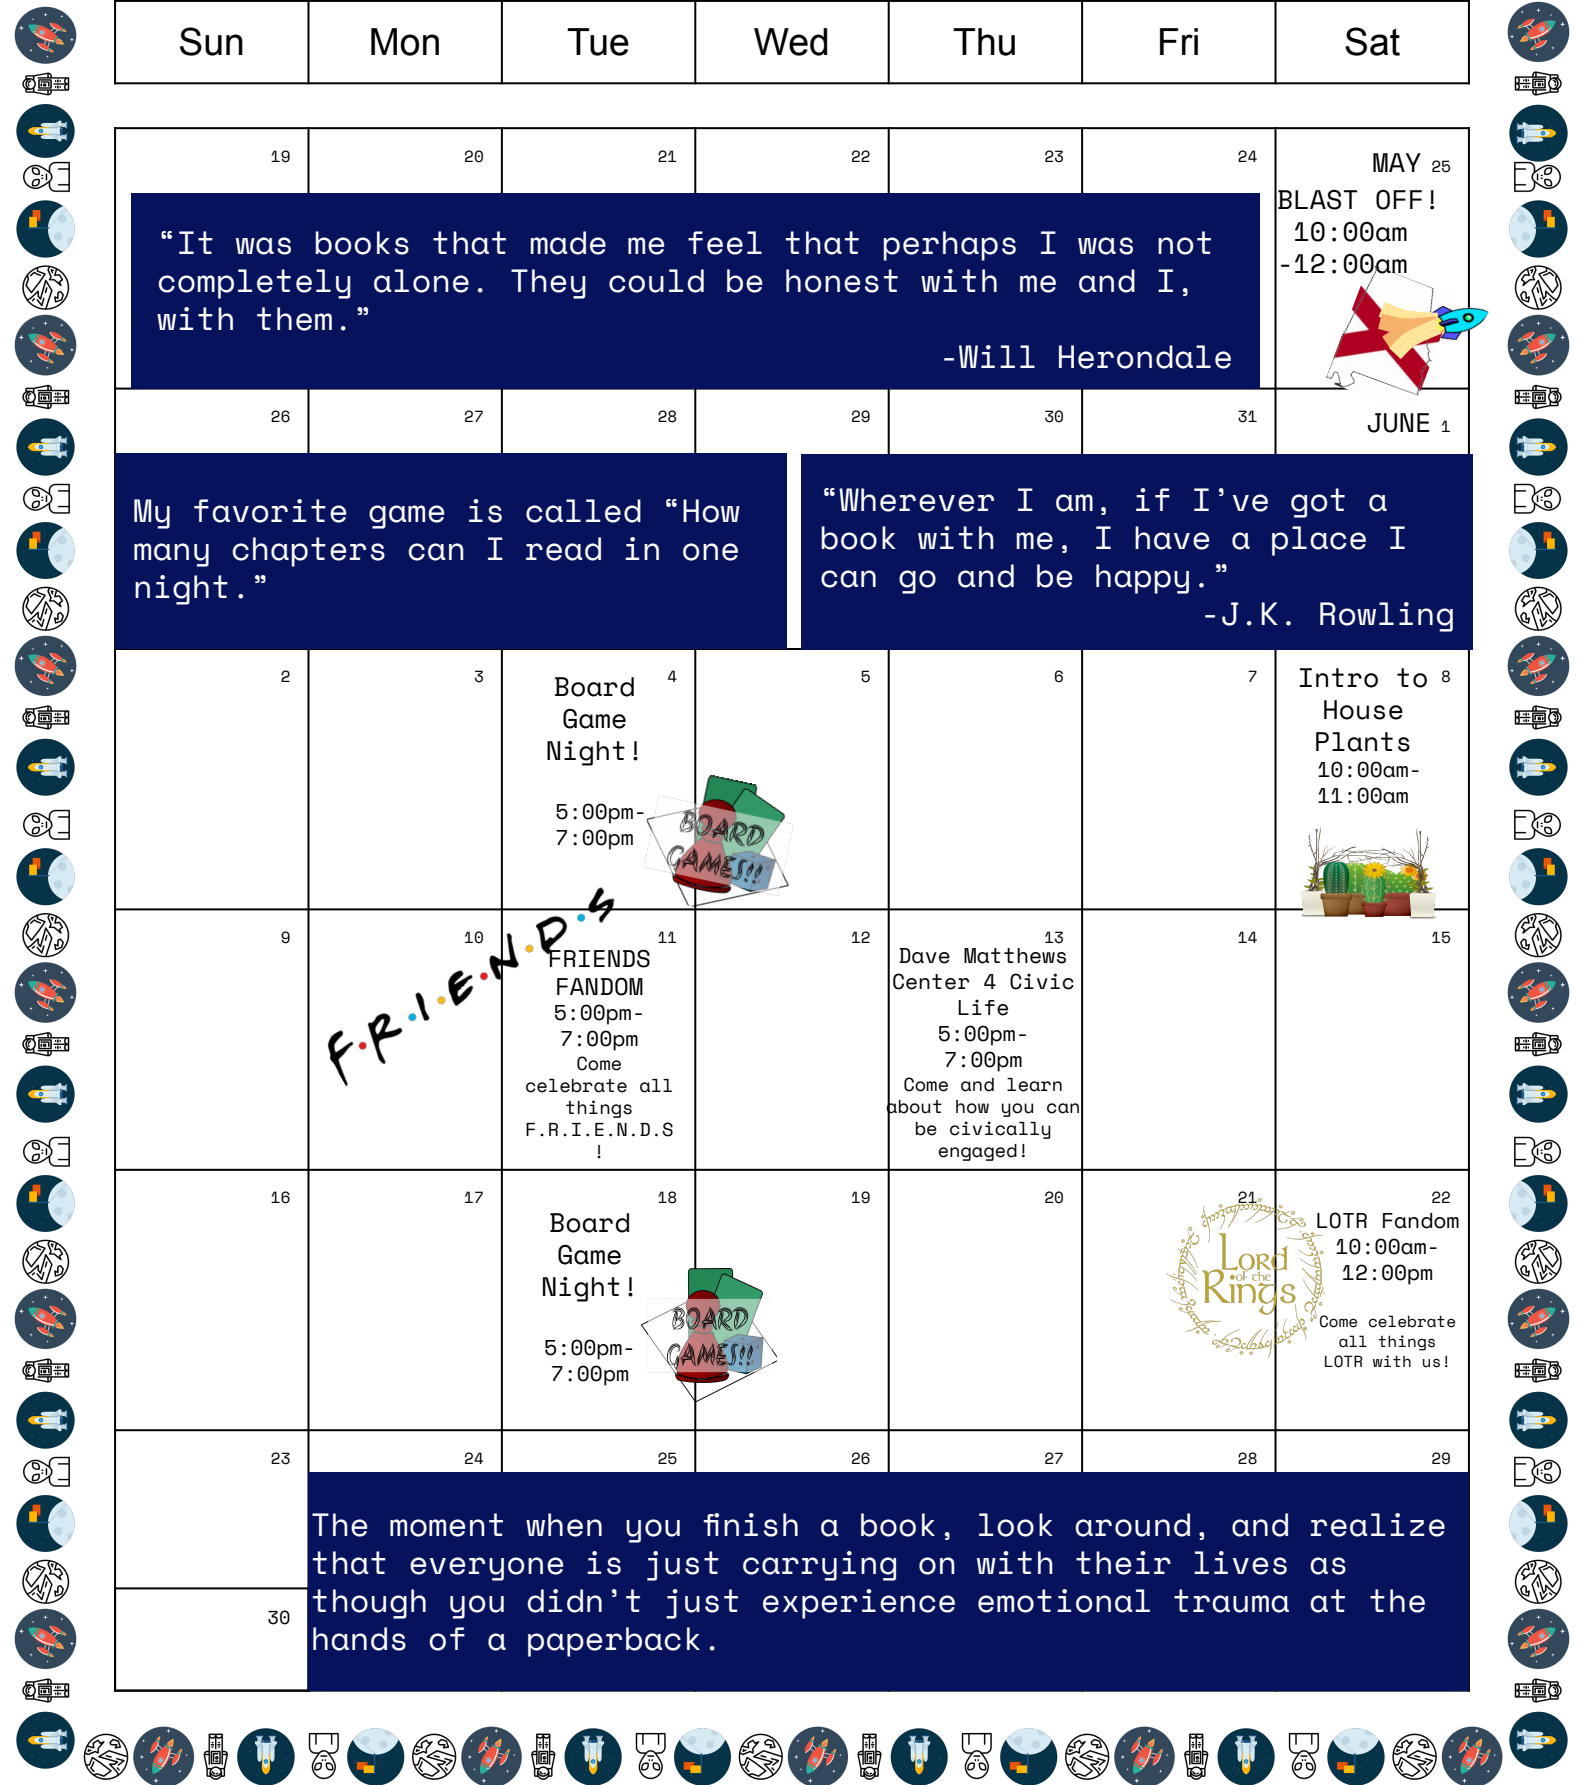 Sun Mon Tue Wed Thu Fri Sat
19 20 21 22 23 24 MAY 25
“It was books that made me feel that perhaps I was not
completely alone. They could be honest with me and I,
with them.”
-Will Herondale
BLAST OFF!
10:00am
-12:00am
26 27 28 29 30 31 JUNE 1
My favorite game is called “How
many chapters can I read in one
night.”
“Wherever I am, if I’ve got a
book with me, I have a place I
can go and be happy.”
-J.K. Rowling
2 3 4 5 6 7 8
Board
Game
Night!
5:00pm-
7:00pm
BOARD
GAMES!!
Intro to
House
Plants
10:00am-
11:00am
9 10 11 12 13 14 15
F.R.I.E.N.D.S
FRIENDS
FANDOM
5:00pm-
7:00pm
Come
celebrate all
things
F.R.I.E.N.D.S
!
Dave Matthews
Center 4 Civic
Life
5:00pm-
7:00pm
Come and learn
about how you can
be civically
engaged!
16 17 18 19 20 21 22
Board
Game
Night!
5:00pm-
7:00pm
BOARD
GAMES!!
LORD
of the
Rings
LOTR Fandom
10:00am-
12:00pm
Come celebrate
all things
LOTR with us!
23 24 25 26 27 28 29
The moment when you finish a book, look around, and realize
that everyone is just carrying on with their lives as
though you didn’t just experience emotional trauma at the
hands of a paperback.
30